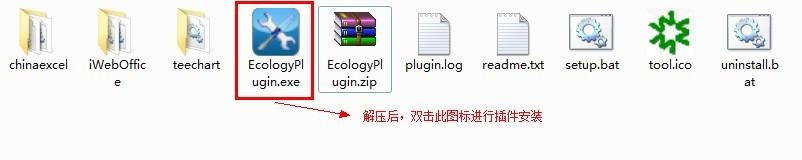 chinaexcel
iWebOffic
e
teechart
EcologyPl
ugin.exe
EcologyPl
ugin.zip
plugin.log
readme.txt
setup.bat
tool.ico
uninstall.b
at
解压后，双击此图标进行插件安装